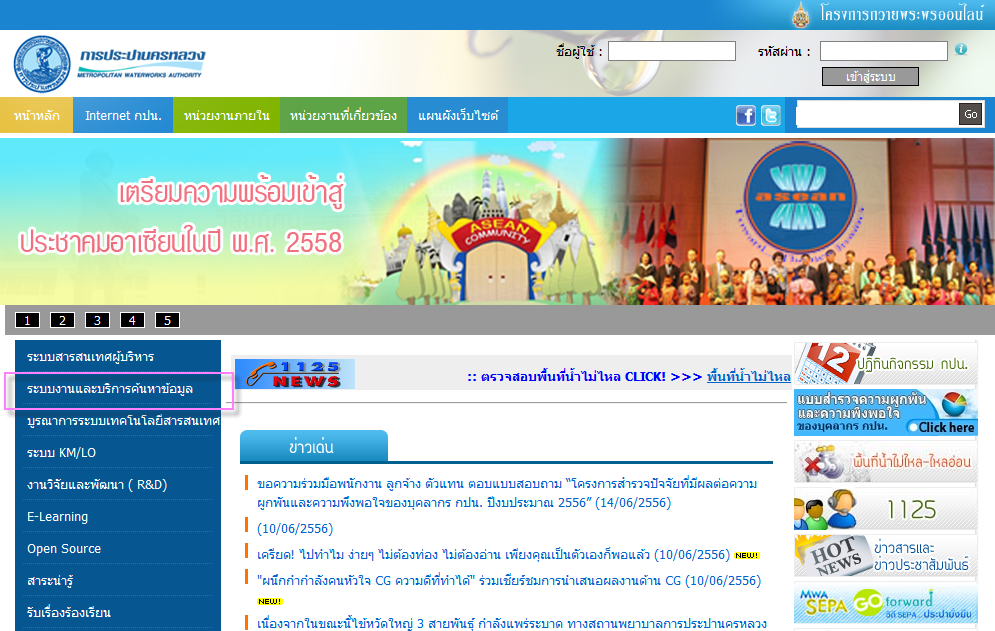 โครงการถวายพระพรออนไลน์
การประปานครหลวง
METROPOLITAN WATERWORKS AUTHORITY
ชื่อผู้ใช้ : รหัสผ่าน :
เข้าสู่ระบบ
หน้าหลัก Internet กปน. หน่วยงานภายใน หน่วยงานที่เกี่ยวข้อง แผนผังเว็บไซต์ Go
เตรียมความพร้อมเข้าสู่
ประชาคมอาเซียนในปี พ.ศ. 2558
ASEAN
COMMUNITY
asean
1 2 3 4 5
ระบบสารสนเทศผู้บริหาร
ระบบงานและบริการค้นหาข้อมูล
บูรณาการระบบเทคโนโลยีสารสนเทศ
ระบบ KM/LO
งานวิจัยและพัฒนา ( R&D)
E-Learning
Open Source
สาระน่ารู้
รับเรื่องร้องเรียน
1125
NEWS
:: ตรวจสอบพื้นที่น้ำไม่ไหล CLICK! >>> พื้นที่น้ำไม่ไหล
ข่าวเด่น
ขอความร่วมมือพนักงาน ลูกจ้าง ตัวแทน ตอบแบบสอบถาม “โครงการสำรวจปัจจัยที่มีผลต่อความ
ผูกพันและความพึงพอใจของบุคลากร กปน. ปีงบประมาณ 2556” (14/06/2556)
(10/06/2556)
เครียด! ไปทำไม ง่ายๆ ไม่ต้องท่อง ไม่ต้องอ่าน เพียงคุณเป็นตัวเองก็พอแล้ว (10/06/2556) NEW!
"ผนึกกำกำลังคนหัวใจ CG ความดีที่ทำได้" ร่วมเชียร์ชมการนำเสนอผลงานด้าน CG (10/06/2556)
NEW!
เนื่องจากในขณะนี้ไข้หวัดใหญ่ 3 สายพันธุ์ กำลังแพร่ระบาด ทางสถานพยาบาลการประปานครหลวง
12
ปฏิทินกิจกรรม กปน.
แบบสำรวจความผูกพัน
และความพึงพอใจ
ของบุคลากร กปน. Click here
พื้นที่น้ำไม่ไหล-ไหลอ่อน
1125
HOT
NEWS
ข่าวสารและ
ข่าวประชาสัมพันธ์
MWA
SEPA GO forward
วิถี SEPA... ประปายั่งยืน